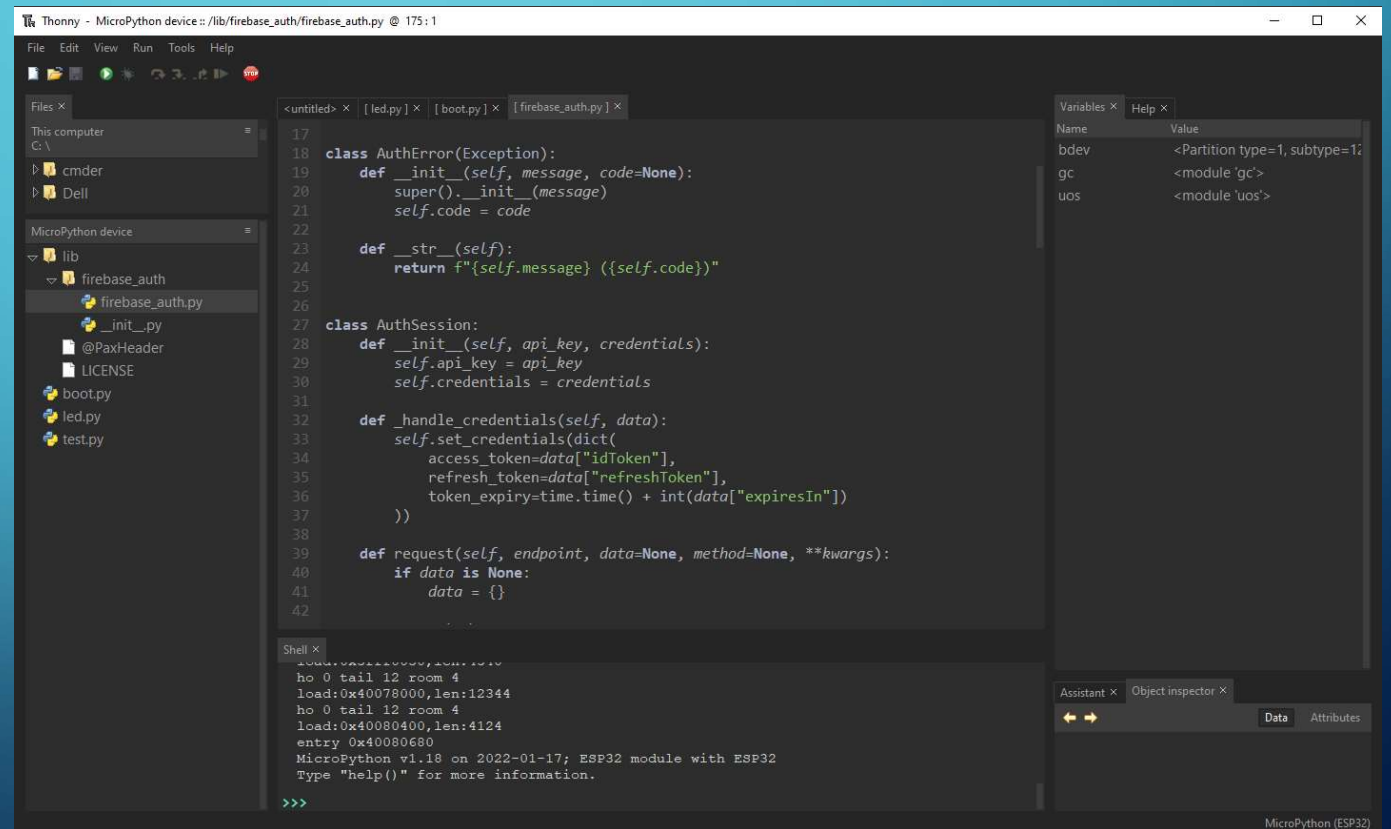 Thonny - MicroPython device :: /lib/firebase_auth/firebase_auth.py @ 175 : 1
File Edit View Run Tools Help
STOP
Files ×
This computer
C: \
cmder
Dell
MicroPython device
lib
firebase_auth
firebase_auth.py
__init__.py
@PaxHeader
LICENSE
boot.py
led.py
test.py
<untitled> × [ led.py ] × [ boot.py ] × [ firebase_auth.py ] ×
17
18 class AuthError(Exception):
19     def __init__(self, message, code=None):
20         super().__init__(message)
21         self.code = code
22
23     def __str__(self):
24         return f"{self.message} ({self.code})"
25
26
27 class AuthSession:
28     def __init__(self, api_key, credentials):
29         self.api_key = api_key
30         self.credentials = credentials
31
32     def _handle_credentials(self, data):
33         self.set_credentials(dict(
34             access_token=data["idToken"],
35             refresh_token=data["refreshToken"],
36             token_expiry=time.time() + int(data["expiresIn"])
37         ))
38
39     def request(self, endpoint, data=None, method=None, **kwargs):
40         if data is None:
41             data = {}
42
Shell ×
ho 0 tail 12 room 4
load:0x40078000,len:12344
ho 0 tail 12 room 4
load:0x40080400,len:4124
entry 0x40080680
MicroPython v1.18 on 2022-01-17; ESP32 module with ESP32
Type "help()" for more information.
>>>
Variables × Help ×
Name Value
bdev <Partition type=1, subtype=12
gc <module 'gc'>
uos <module 'uos'>
Assistant × Object inspector ×
Data Attributes
MicroPython (ESP32)